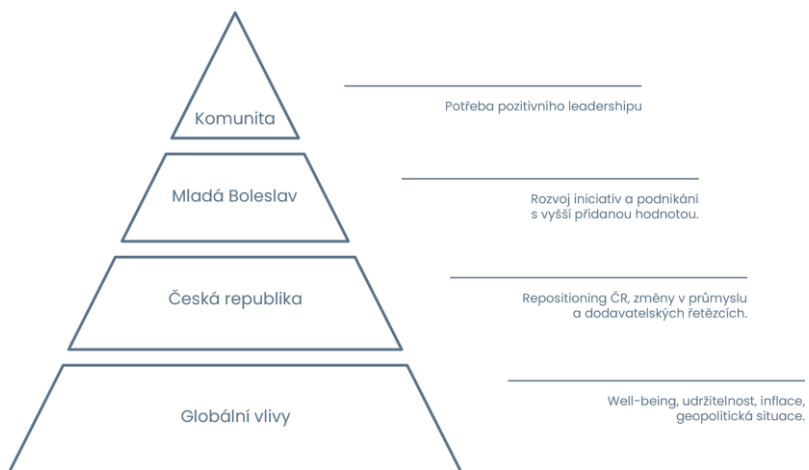 Komunita
Potřeba pozitivního leadershipu
Mladá Boleslav
Rozvoj iniciativ a podnikání
s vyšší přidanou hodnotou.
Česká republika
Repositioning ČR, změny v průmyslu
a dodavatelských řetězcích.
Globální vlivy
Well-being, udržitelnost, inflace,
geopolitická situace.